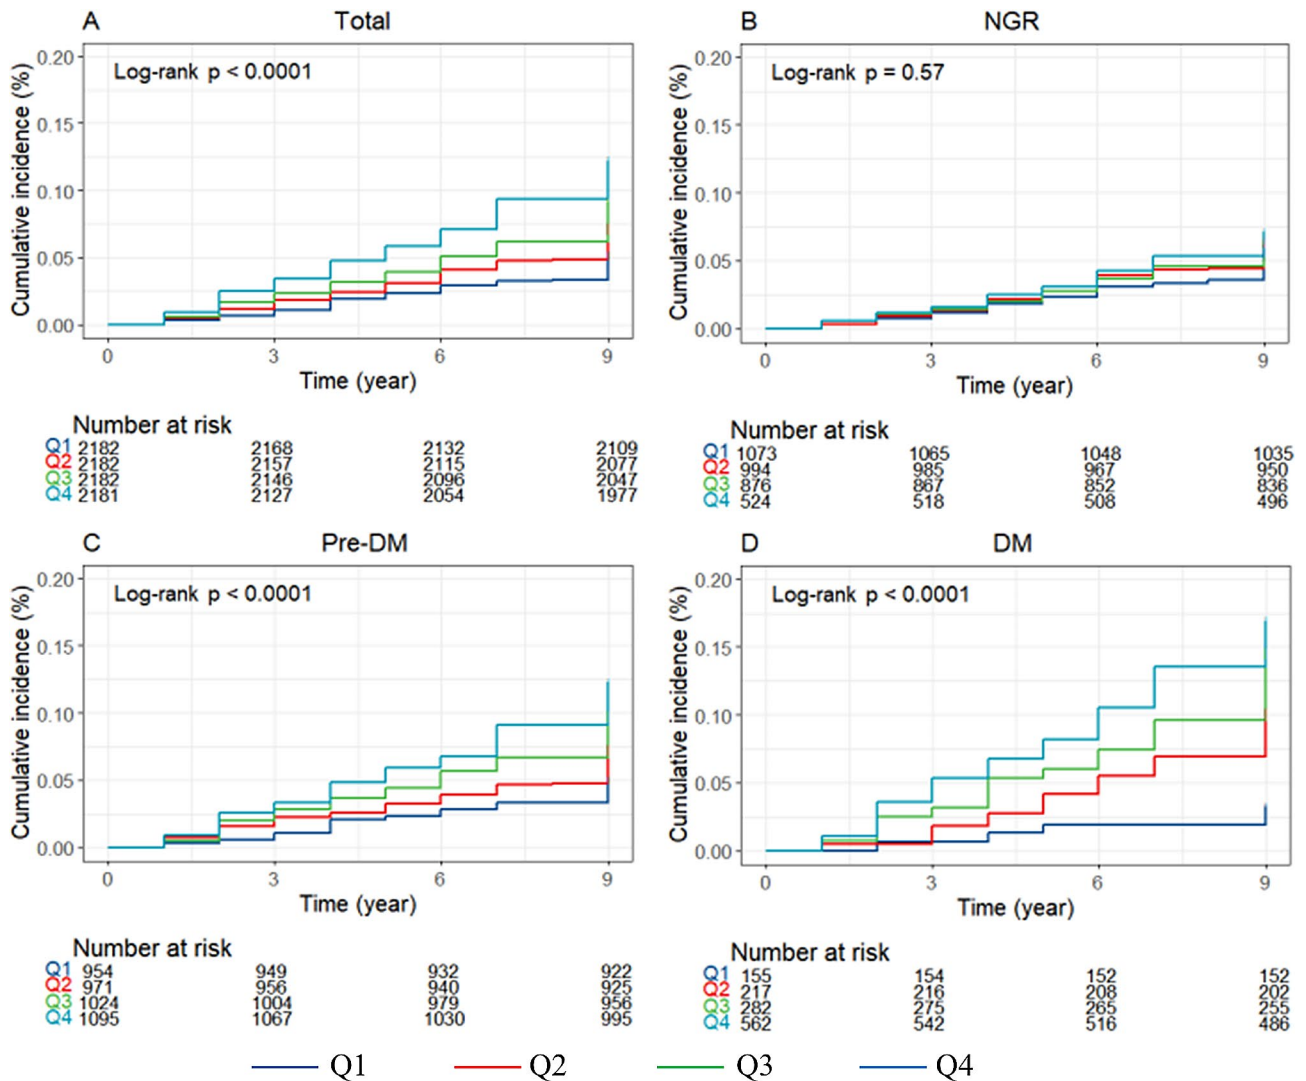 A Total
Cumulative incidence (%)
0.20
0.15
0.10
0.05
0.00
Log-rank p < 0.0001
0 3 6 9
Time (year)
Number at risk
Q1 2182 2168 2132 2109
Q2 2182 2157 2115 2077
Q3 2182 2146 2096 2047
Q4 2181 2127 2054 1977
B NGR
Cumulative incidence (%)
0.20
0.15
0.10
0.05
0.00
Log-rank p = 0.57
0 3 6 9
Time (year)
Number at risk
Q1 1073 1065 1048 1035
Q2 994 985 967 950
Q3 876 867 852 836
Q4 524 518 508 496
C Pre-DM
Cumulative incidence (%)
0.20
0.15
0.10
0.05
0.00
Log-rank p < 0.0001
0 3 6 9
Time (year)
Number at risk
Q1 954 949 932 922
Q2 971 956 940 925
Q3 1024 1004 979 956
Q4 1095 1067 1030 995
D DM
Cumulative incidence (%)
0.20
0.15
0.10
0.05
0.00
Log-rank p < 0.0001
0 3 6 9
Time (year)
Number at risk
Q1 155 154 152 152
Q2 217 216 208 202
Q3 282 275 265 255
Q4 562 542 516 486
Q1 Q2 Q3 Q4